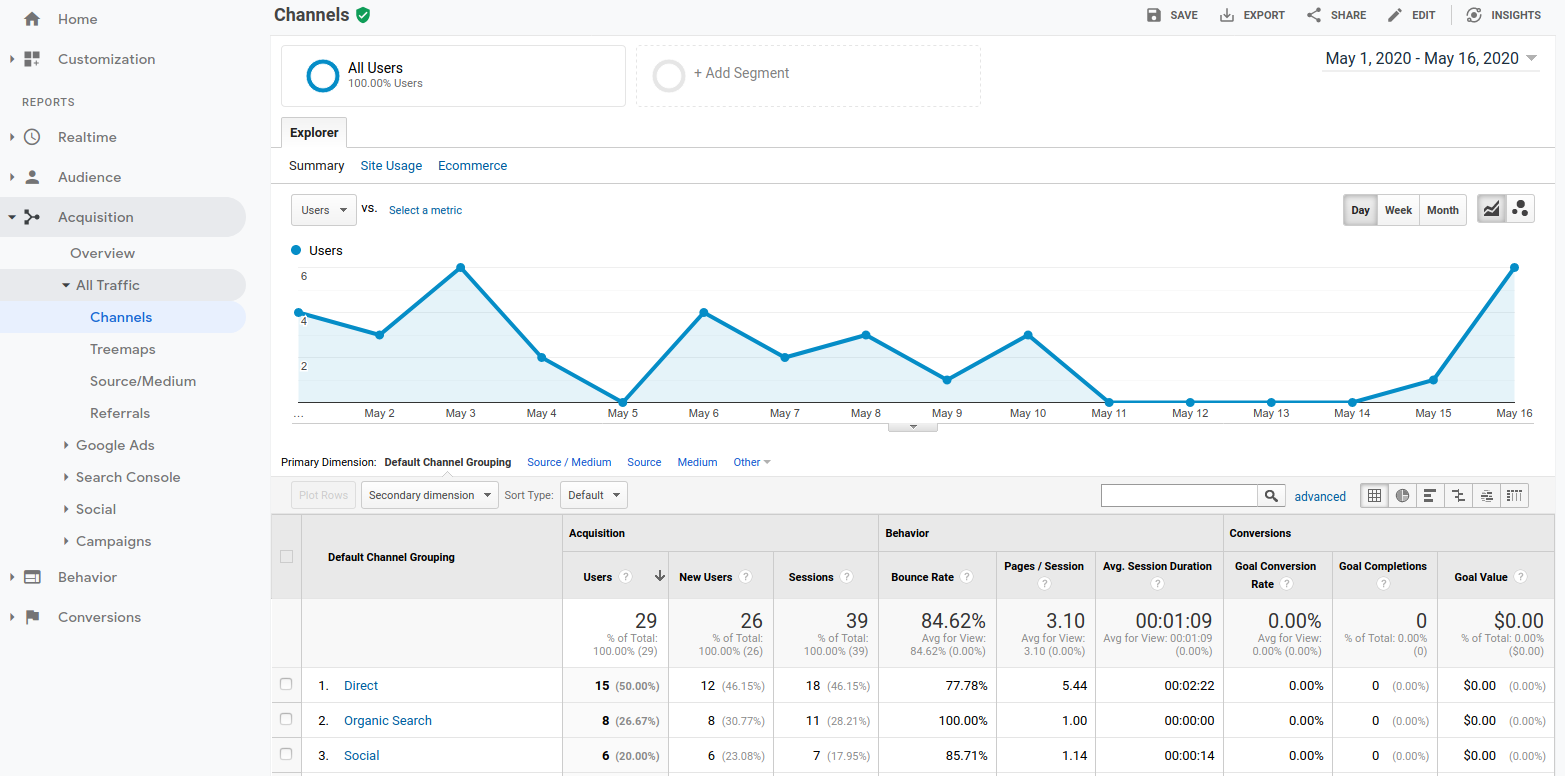 Home
Customization
REPORTS
Realtime
Audience
Acquisition
Overview
All Traffic
Channels
Treemaps
Source/Medium
Referrals
Google Ads
Search Console
Social
Campaigns
Behavior
Conversions
Channels
SAVE EXPORT SHARE EDIT INSIGHTS
All Users
100.00% Users
+ Add Segment
May 1, 2020 - May 16, 2020
Explorer
Summary Site Usage Ecommerce
Users vs. Select a metric
Day Week Month
Users
6
4
2
... May 2 May 3 May 4 May 5 May 6 May 7 May 8 May 9 May 10 May 11 May 12 May 13 May 14 May 15 May 16
Primary Dimension: Default Channel Grouping Source / Medium Source Medium Other
Plot Rows Secondary dimension Sort Type: Default advanced
Default Channel Grouping
Acquisition Behavior Conversions
Users ? New Users ? Sessions ? Bounce Rate ? Pages / Session ? Avg. Session Duration ? Goal Conversion Rate ? Goal Completions ? Goal Value ?
29 26 39 84.62% 3.10 00:01:09 0.00% 0 $0.00
% of Total: % of Total: % of Total: Avg for View: Avg for View: Avg for View: 00:01:09 Avg for View: % of Total: 0.00% % of Total: 0.00%
100.00% (29) 100.00% (26) 100.00% (39) 84.62% (0.00%) 3.10 (0.00%) (0.00%) 0.00% (0.00%) (0) ($0.00)
1. Direct 15 (50.00%) 12 (46.15%) 18 (46.15%) 77.78% 5.44 00:02:22 0.00% 0 (0.00%) $0.00 (0.00%)
2. Organic Search 8 (26.67%) 8 (30.77%) 11 (28.21%) 100.00% 1.00 00:00:00 0.00% 0 (0.00%) $0.00 (0.00%)
3. Social 6 (20.00%) 6 (23.08%) 7 (17.95%) 85.71% 1.14 00:00:14 0.00% 0 (0.00%) $0.00 (0.00%)